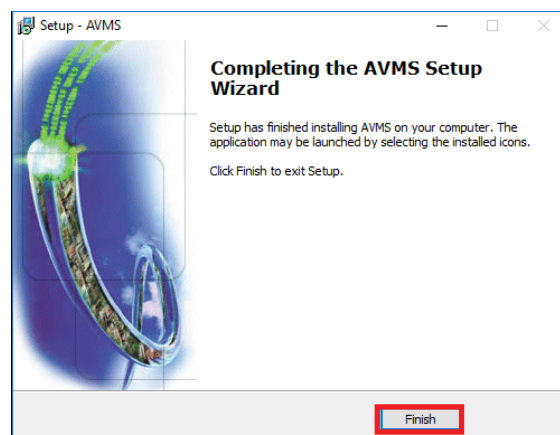 Setup - AVMS
Completing the AVMS Setup
Wizard
Setup has finished installing AVMS on your computer. The
application may be launched by selecting the installed icons.
Click Finish to exit Setup.
Finish